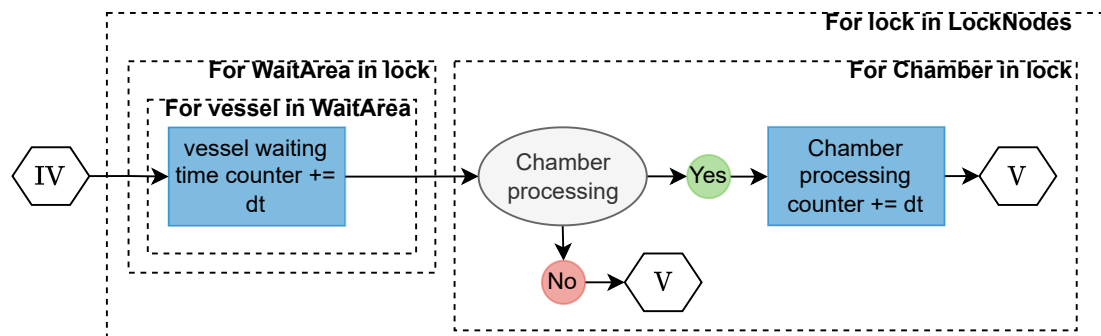 For lock in LockNodes
For WaitArea in lock
For Chamber in lock
For vessel in WaitArea
IV
vessel waiting
time counter +=
dt
Chamber
processing
Yes
Chamber
processing
counter += dt
V
No
V